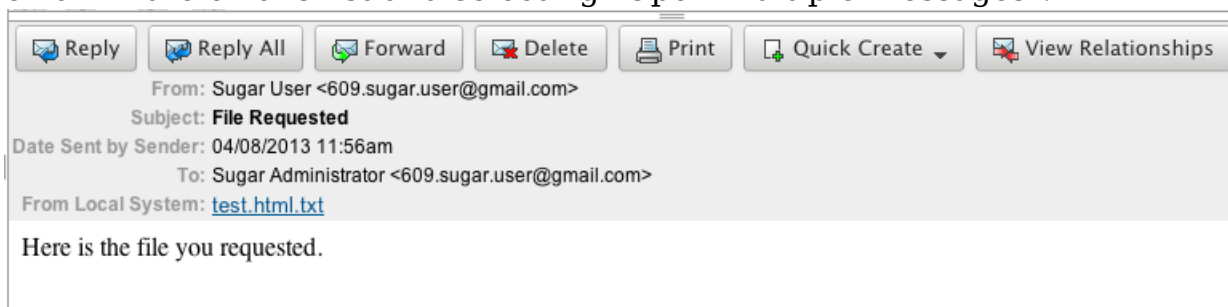 Reply Reply All Forward Delete Print Quick Create View Relationships
From: Sugar User <609.sugar.user@gmail.com>
Subject: File Requested
Date Sent by Sender: 04/08/2013 11:56am
To: Sugar Administrator <609.sugar.user@gmail.com>
From Local System: test.html.txt
Here is the file you requested.